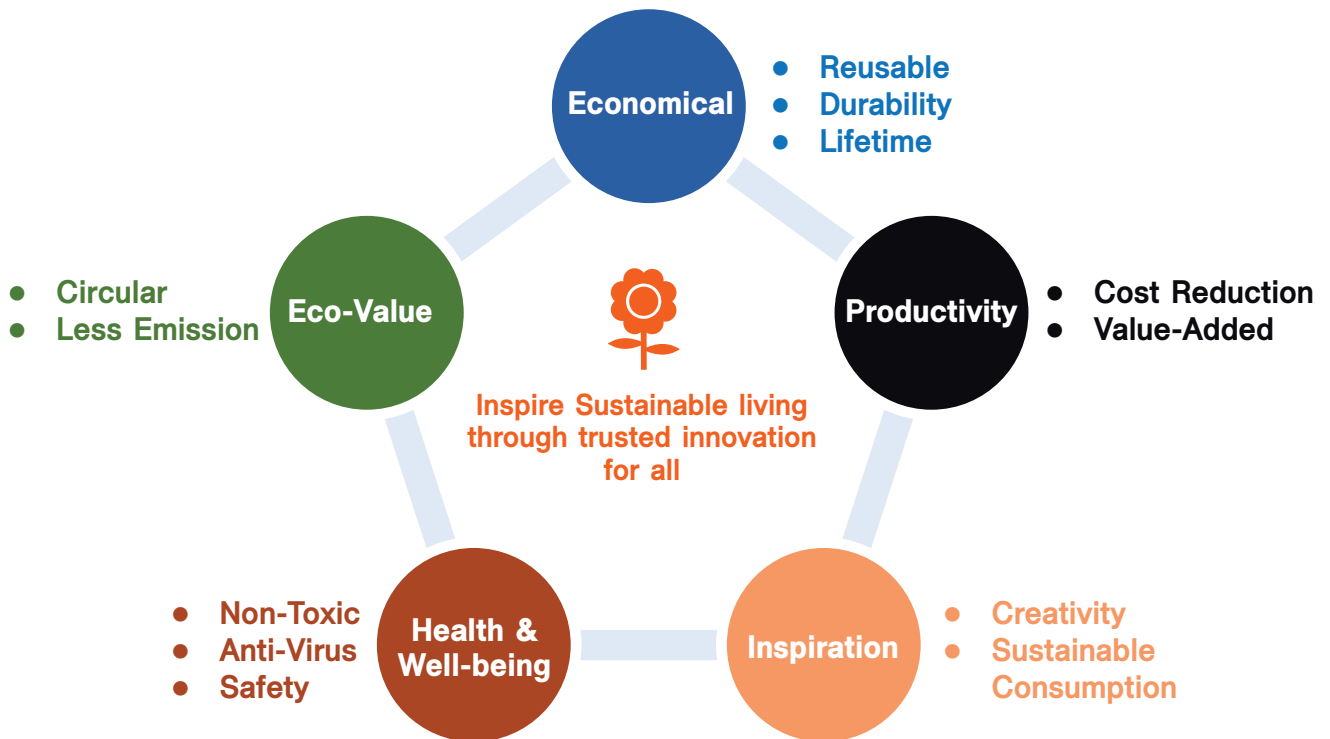 Economical
● Reusable
● Durability
● Lifetime
Eco-Value
● Circular
● Less Emission
Productivity
● Cost Reduction
● Value-Added
Inspire Sustainable living
through trusted innovation
for all
Health &
Well-being
● Non-Toxic
● Anti-Virus
● Safety
Inspiration
● Creativity
● Sustainable
Consumption